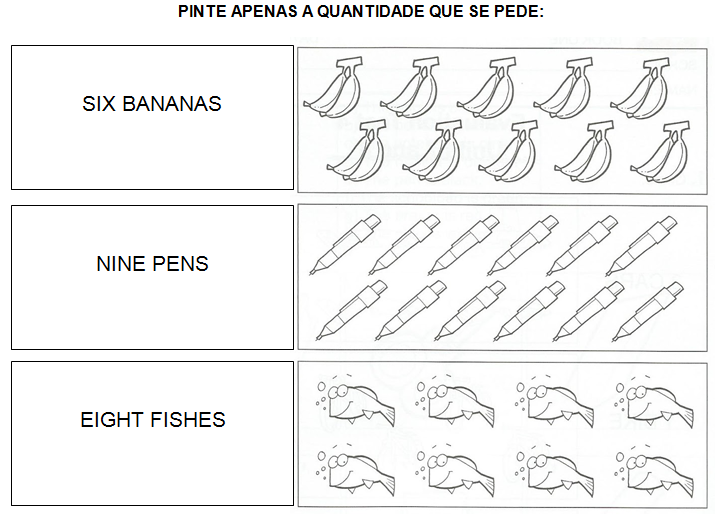 PINTE APENAS A QUANTIDADE QUE SE PEDE:
SIX BANANAS
NINE PENS
EIGHT FISHES